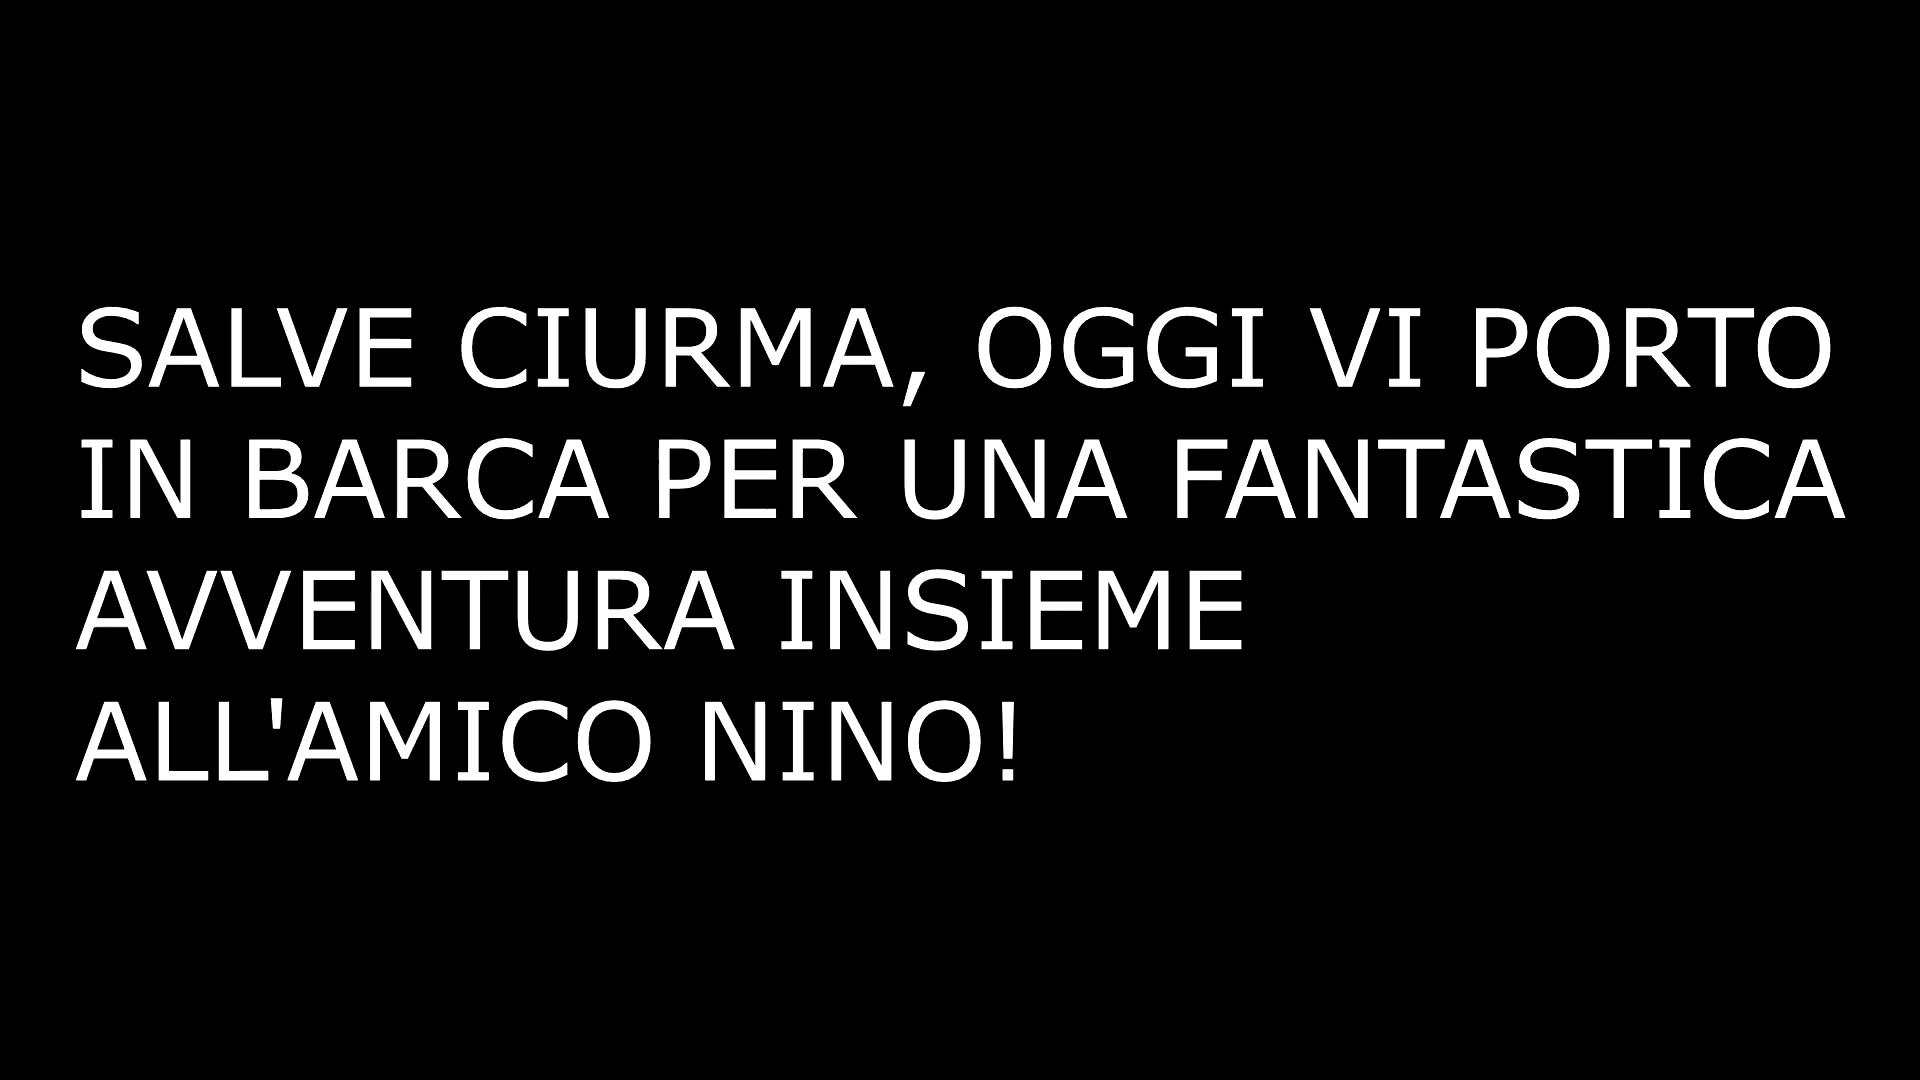 SALVE CIURMA, OGGI VI PORTO
IN BARCA PER UNA FANTASTICA
AVVENTURA INSIEME
ALL'AMICO NINO!